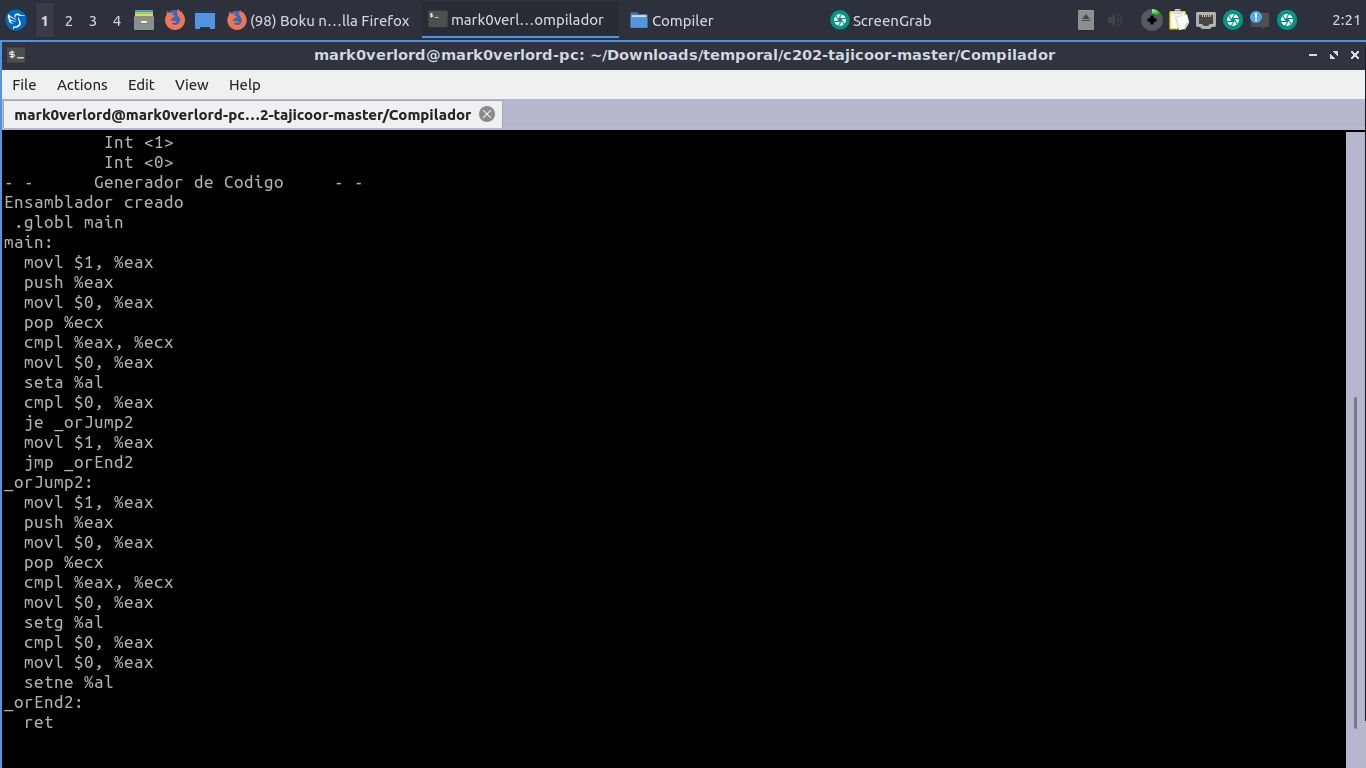 1 2 3 4 (98) Boku n...lla Firefox mark0verl...ompilador Compiler ScreenGrab 2:21
mark0verlord@mark0verlord-pc: ~/Downloads/temporal/c202-tajicoor-master/Compilador
File Actions Edit View Help
mark0verlord@mark0verlord-pc...2-tajicoor-master/Compilador
Int <1>
Int <0>
- - Generador de Codigo - -
Ensamblador creado
.globl main
main:
movl $1, %eax
push %eax
movl $0, %eax
pop %ecx
cmpl %eax, %ecx
movl $0, %eax
seta %al
cmpl $0, %eax
je _orJump2
movl $1, %eax
jmp _orEnd2
_orJump2:
movl $1, %eax
push %eax
movl $0, %eax
pop %ecx
cmpl %eax, %ecx
movl $0, %eax
setg %al
cmpl $0, %eax
movl $0, %eax
setne %al
_orEnd2:
ret